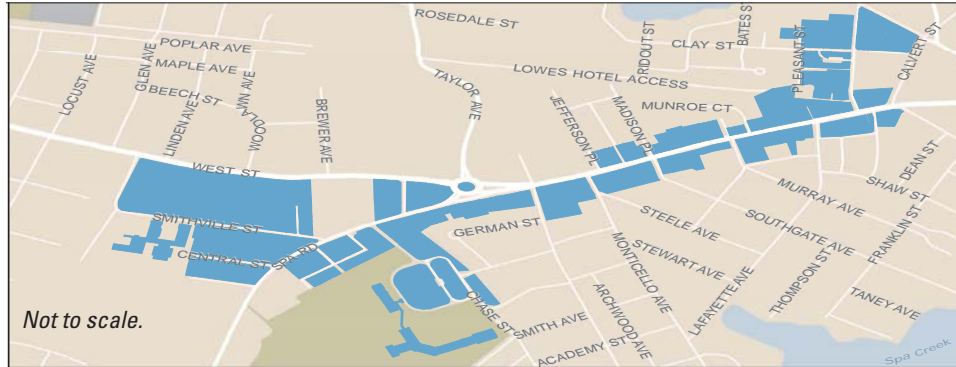 ROSEDALE ST
BATES ST
RIDOUT ST
CLAY ST
PLEASANT ST
CALVERT ST
POPLAR AVE
MAPLE AVE
GLEN AVE
LOCUST AVE
BEECH ST
LINDEN AVE
WOODLAWN AVE
BREWER AVE
TAYLOR AVE
LOWES HOTEL ACCESS
JEFFERSON PL
MADISON PL
MUNROE CT
WEST ST
DEAN ST
SHAW ST
MURRAY AVE
SOUTHGATE AVE
FRANKLIN ST
SMITHVILLE ST
CENTRAL ST
SPA RD
GERMAN ST
STEELE AVE
STEWART AVE
MONTICELLO AVE
LAFAYETTE AVE
THOMPSON ST
TANEY AVE
CHASE ST
SMITH AVE
ARCHWOOD AVE
ACADEMY ST
Spa Creek
Not to scale.